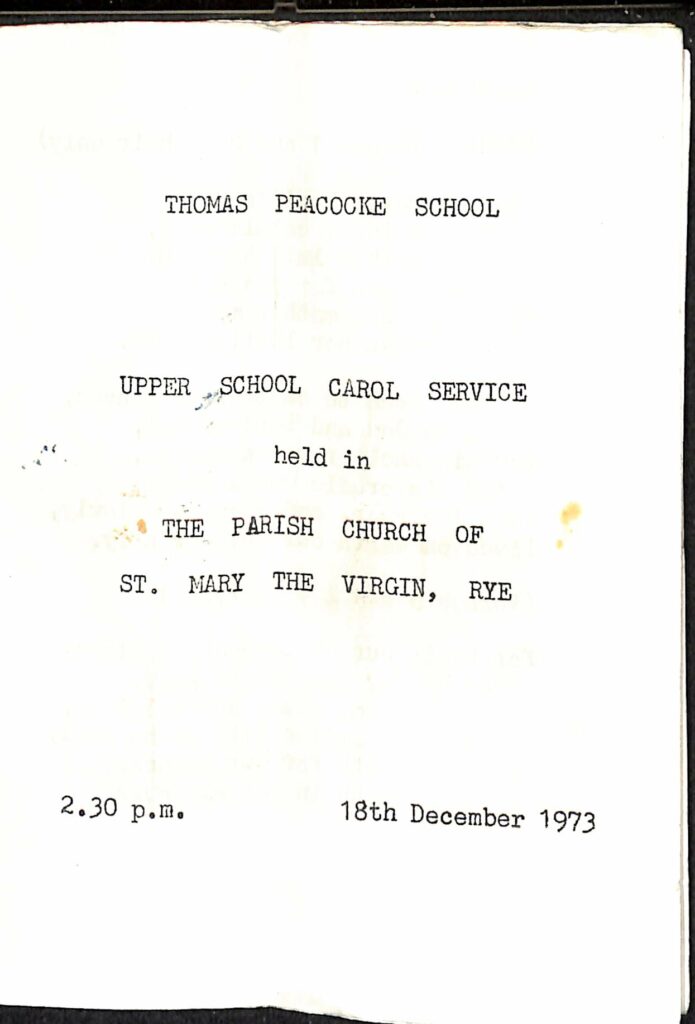 THOMAS PEACOCKE SCHOOL
UPPER SCHOOL CAROL SERVICE
held in
THE PARISH CHURCH OF
ST. MARY THE VIRGIN, RYE
2.30 p.m. 18th December 1973